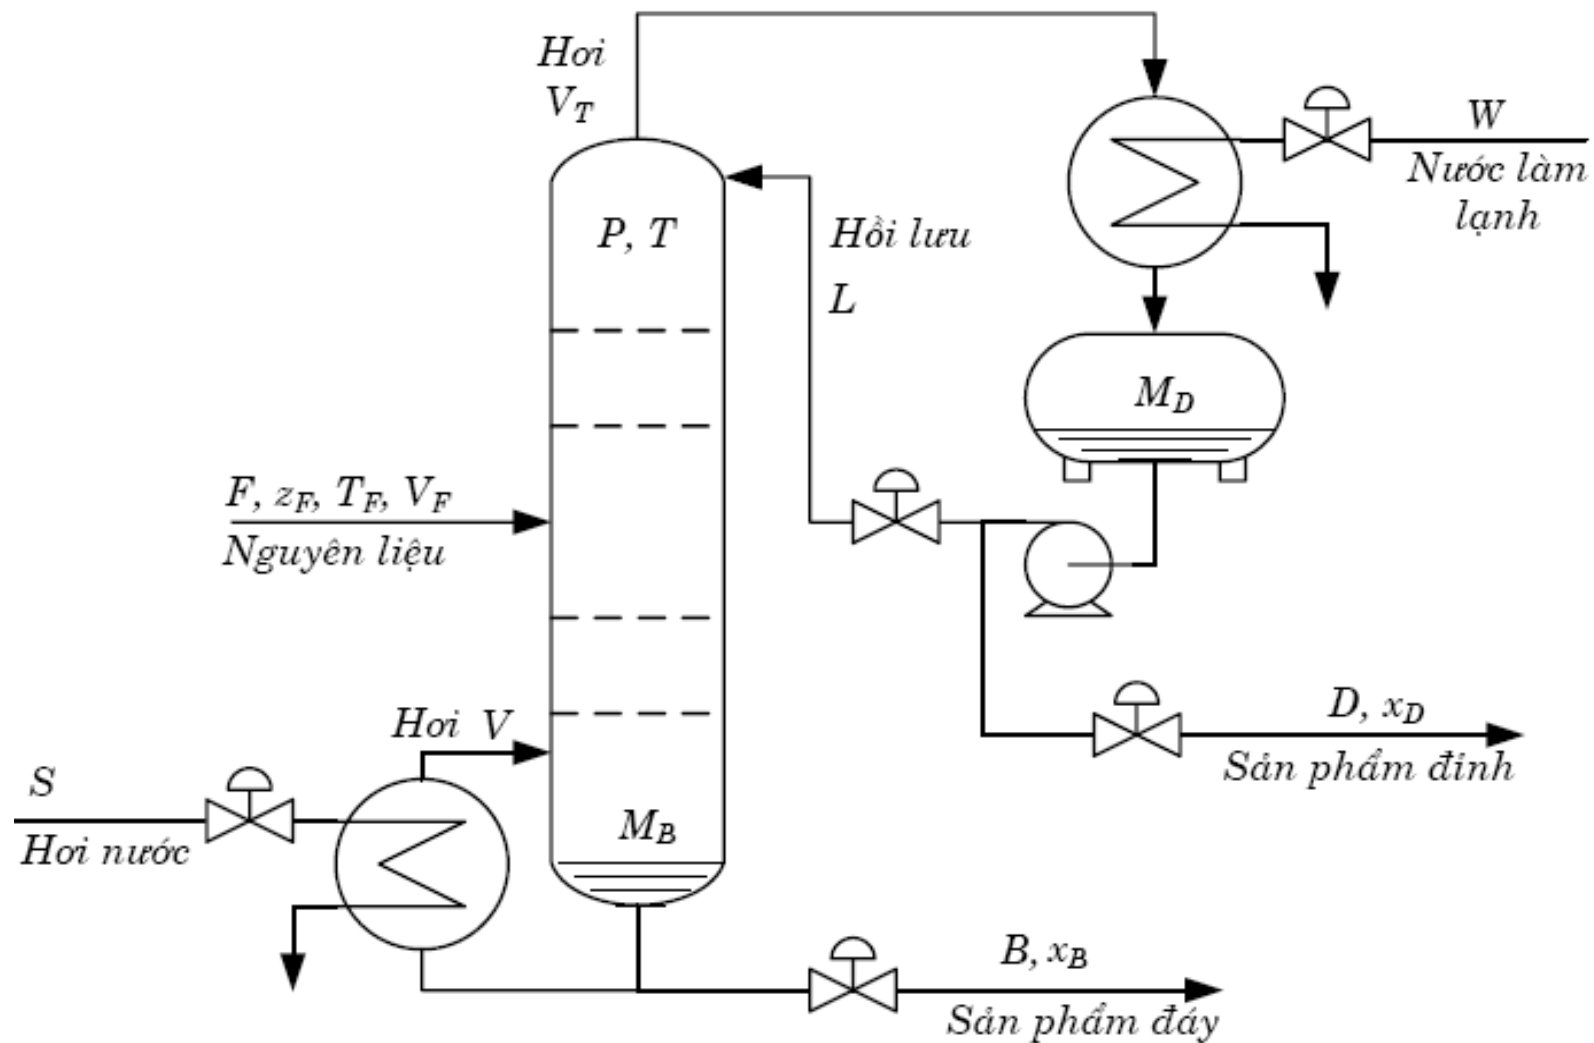 Hơi
V_T
W
Nước làm
lạnh
P, T
Hồi lưu
L
M_D
F, z_F, T_F, V_F
Nguyên liệu
D, x_D
Sản phẩm đỉnh
Hơi V
S
Hơi nước
M_B
B, x_B
Sản phẩm đáy